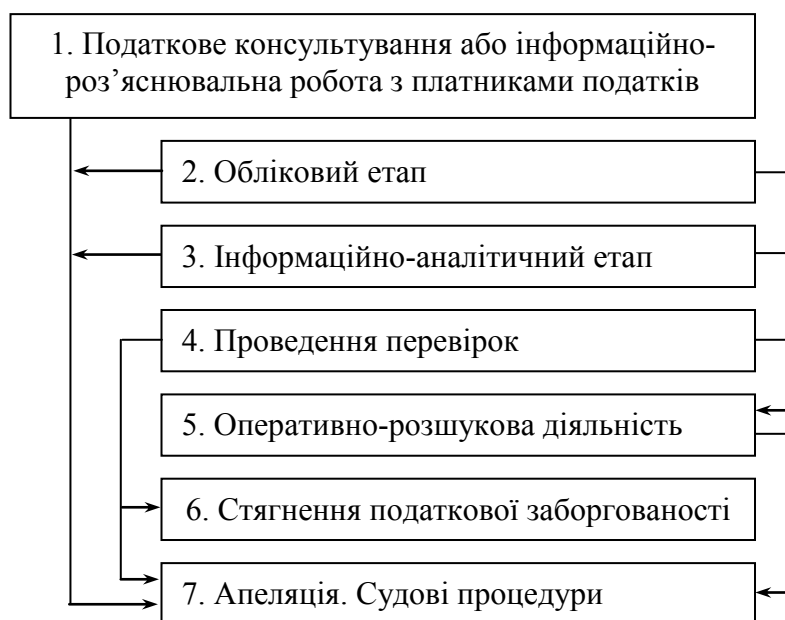 1. Податкове консультування або інформаційно-
роз’яснювальна робота з платниками податків
2. Обліковий етап
3. Інформаційно-аналітичний етап
4. Проведення перевірок
5. Оперативно-розшукова діяльність
6. Стягнення податкової заборгованості
7. Апеляція. Судові процедури